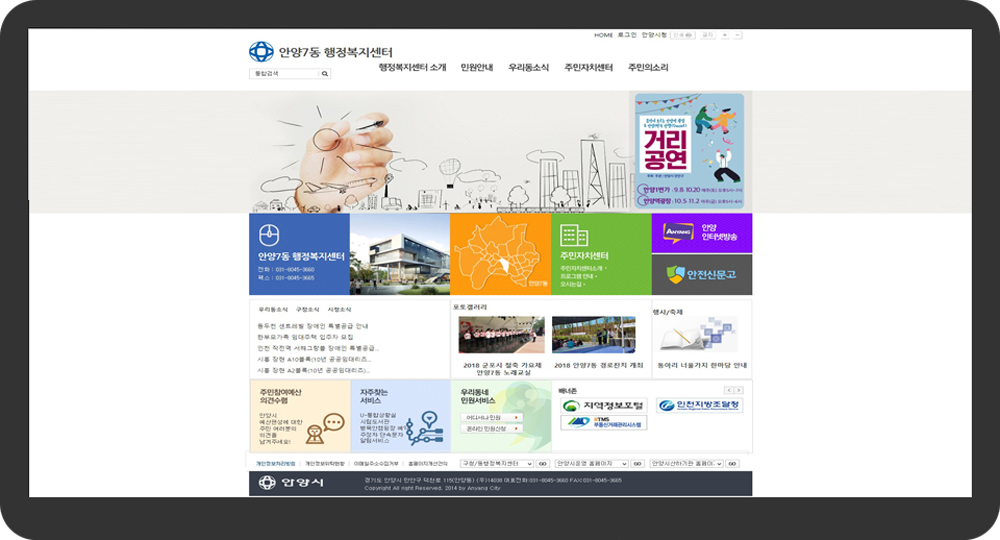 HOME 로그인 안양시청
안양7동 행정복지센터
통합검색
행정복지센터 소개 민원안내 우리동소식 주민자치센터 주민의소리
거리
공연
안양1번가 : 9.8-10.20
안양역광장 : 10.5-11.2
안양7동 행정복지센터
전화 : 031-8045-3660
팩스 : 031-8045-3665
안양7동
주민자치센터
주민자치센터소개 >
프로그램 안내 >
오시는길 >
ANYANG
안양
인터넷방송
안전신문고
우리동소식 구청소식 시청소식
동두천 센트레빌 장애인 특별공급 안내
한부모가족 임대주택 입주자 모집
인천 작전역 서해그랑블 장애인 특별공급...
시흥 장현 A10블록(10년 공공임대리츠...
시흥 장현 A2블록(10년 공공임대리츠)...
포토갤러리
2018 군포시 철쭉 가요제
안양7동 노래교실
2018 안양7동 경로잔치 개최
행사/축제
동아리 너울가지 한마당 안내
주민참여예산
의견수렴
안양시
예산편성에 대한
주민 여러분의
의견을
남겨주세요!
자주찾는
서비스
U-통합상황실
시립도서관
행복안양동장 예?
주정차 단속문자
알림서비스
우리동네
민원서비스
어디서나 민원
온라인 민원신청
배너존
지역정보포털
인천지방조달청
RTMS
부동산거래관리시스템
개인정보처리방침 개인정보위탁현황 이메일주소수집거부 홈페이지개선건의
구청/동행정복지센터 GO 안양시운영 홈페이지 GO 안양시산하기관 홈페이지 GO
안양시
경기도 안양시 만안구 덕천로 115(안양동) (우)14038 대표전화:031-8045-3660 FAX:031-8045-3665
Copyright All right Reserved. 2014 by Anyang City